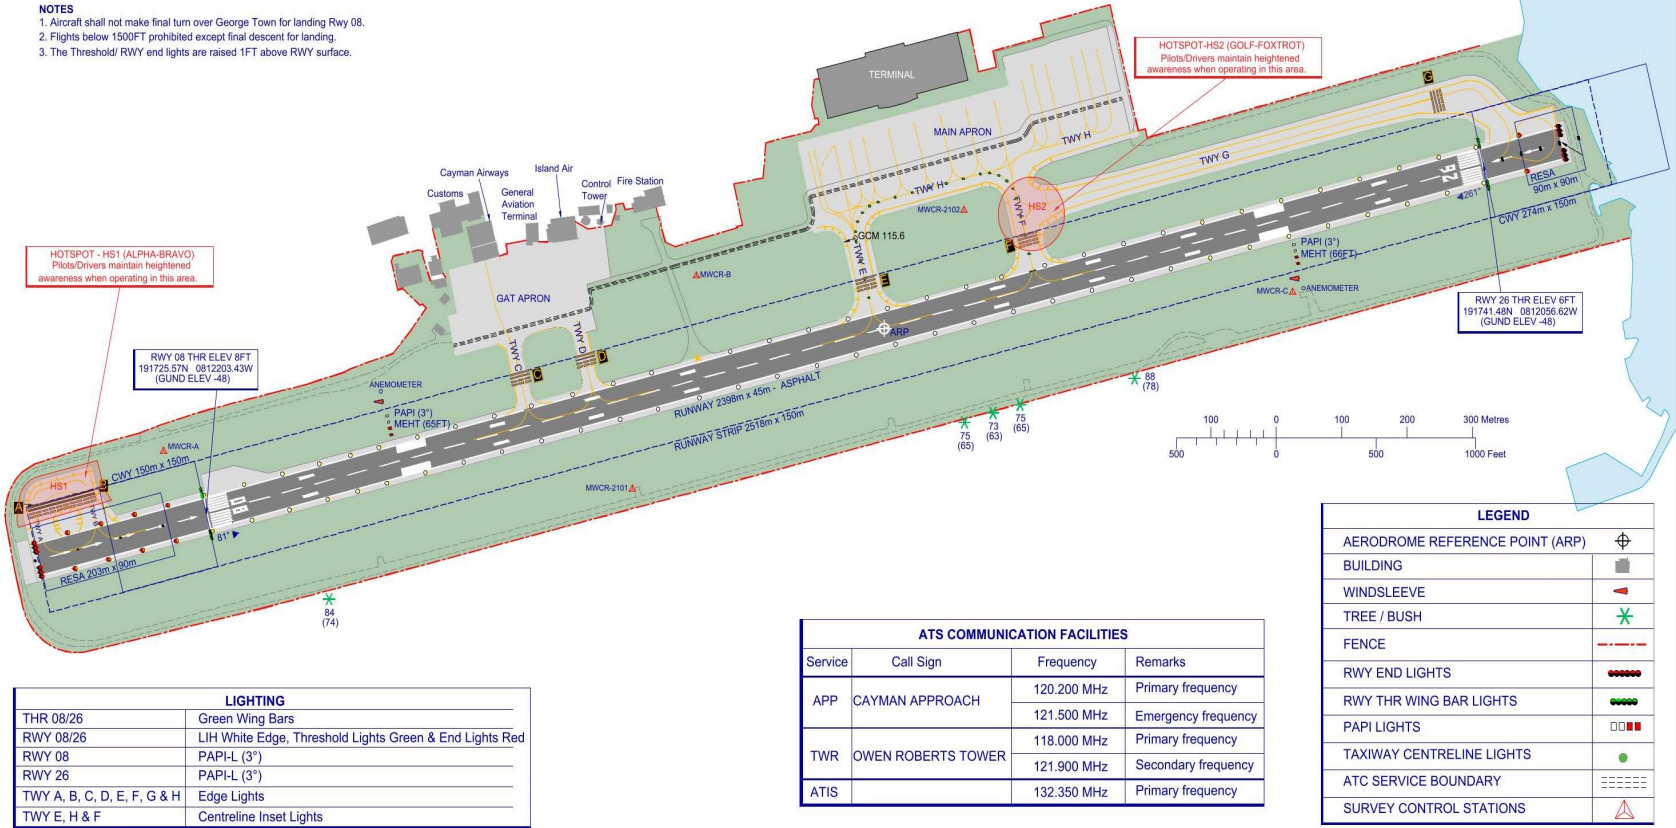 NOTES
1. Aircraft shall not make final turn over George Town for landing Rwy 08.
2. Flights below 1500FT prohibited except final descent for landing.
3. The Threshold/ RWY end lights are raised 1FT above RWY surface.
HOTSPOT-HS2 (GOLF-FOXTROT)
Pilots/Drivers maintain heightened
awareness when operating in this area.
TERMINAL
MAIN APRON
TWY H
TWY H
TWY G
G
HS2
TWY F
F
MWCR-2102
GCM 115.6
TWY E
E
ARP
RESA
90m x 90m
CWY 274m x 150m
26
261°
PAPI (3°)
MEHT (66FT)
MWCR-C
ANEMOMETER
RWY 26 THR ELEV 6FT
191741.48N 0812056.62W
(GUND ELEV -48)
Cayman Airways
Island Air
Customs
General
Aviation
Terminal
Control
Tower
Fire Station
MWCR-B
GAT APRON
TWY C
TWY D
C
D
HOTSPOT - HS1 (ALPHA-BRAVO)
Pilots/Drivers maintain heightened
awareness when operating in this area.
RWY 08 THR ELEV 8FT
191725.57N 0812203.43W
(GUND ELEV -48)
ANEMOMETER
PAPI (3°)
MEHT (65FT)
MWCR-A
CWY 150m x 150m
HS1
A
B
TWY A
TWY B
08
81°
RESA 203m x 90m
RUNWAY 2398m x 45m - ASPHALT
RUNWAY STRIP 2518m x 150m
MWCR-2101
84
(74)
75
(65)
73
(63)
75
(65)
88
(78)
100 0 100 200 300 Metres
500 0 500 1000 Feet
LIGHTING
THR 08/26 Green Wing Bars
RWY 08/26 LIH White Edge, Threshold Lights Green & End Lights Red
RWY 08 PAPI-L (3°)
RWY 26 PAPI-L (3°)
TWY A, B, C, D, E, F, G & H Edge Lights
TWY E, H & F Centreline Inset Lights
ATS COMMUNICATION FACILITIES
Service Call Sign Frequency Remarks
APP CAYMAN APPROACH 120.200 MHz Primary frequency
121.500 MHz Emergency frequency
TWR OWEN ROBERTS TOWER 118.000 MHz Primary frequency
121.900 MHz Secondary frequency
ATIS 132.350 MHz Primary frequency
LEGEND
AERODROME REFERENCE POINT (ARP)
BUILDING
WINDSLEEVE
TREE / BUSH
FENCE
RWY END LIGHTS
RWY THR WING BAR LIGHTS
PAPI LIGHTS
TAXIWAY CENTRELINE LIGHTS
ATC SERVICE BOUNDARY
SURVEY CONTROL STATIONS